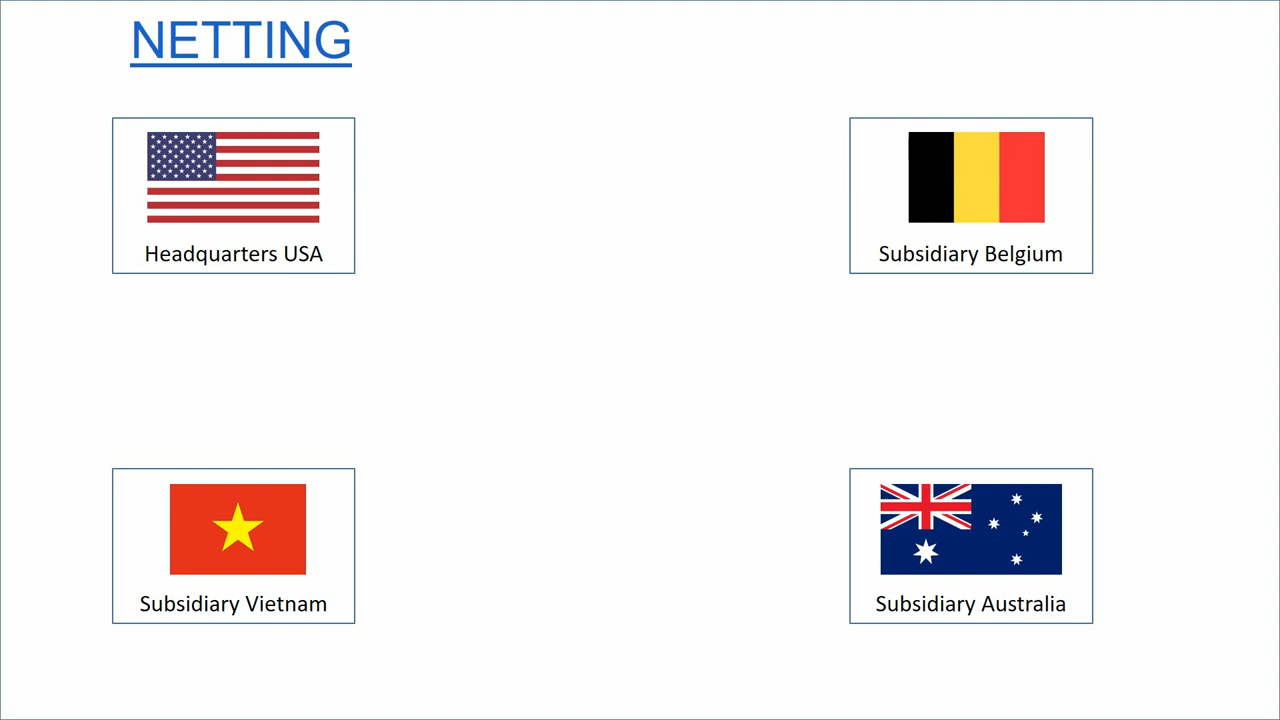 NETTING
Headquarters USA
Subsidiary Belgium
Subsidiary Vietnam
Subsidiary Australia